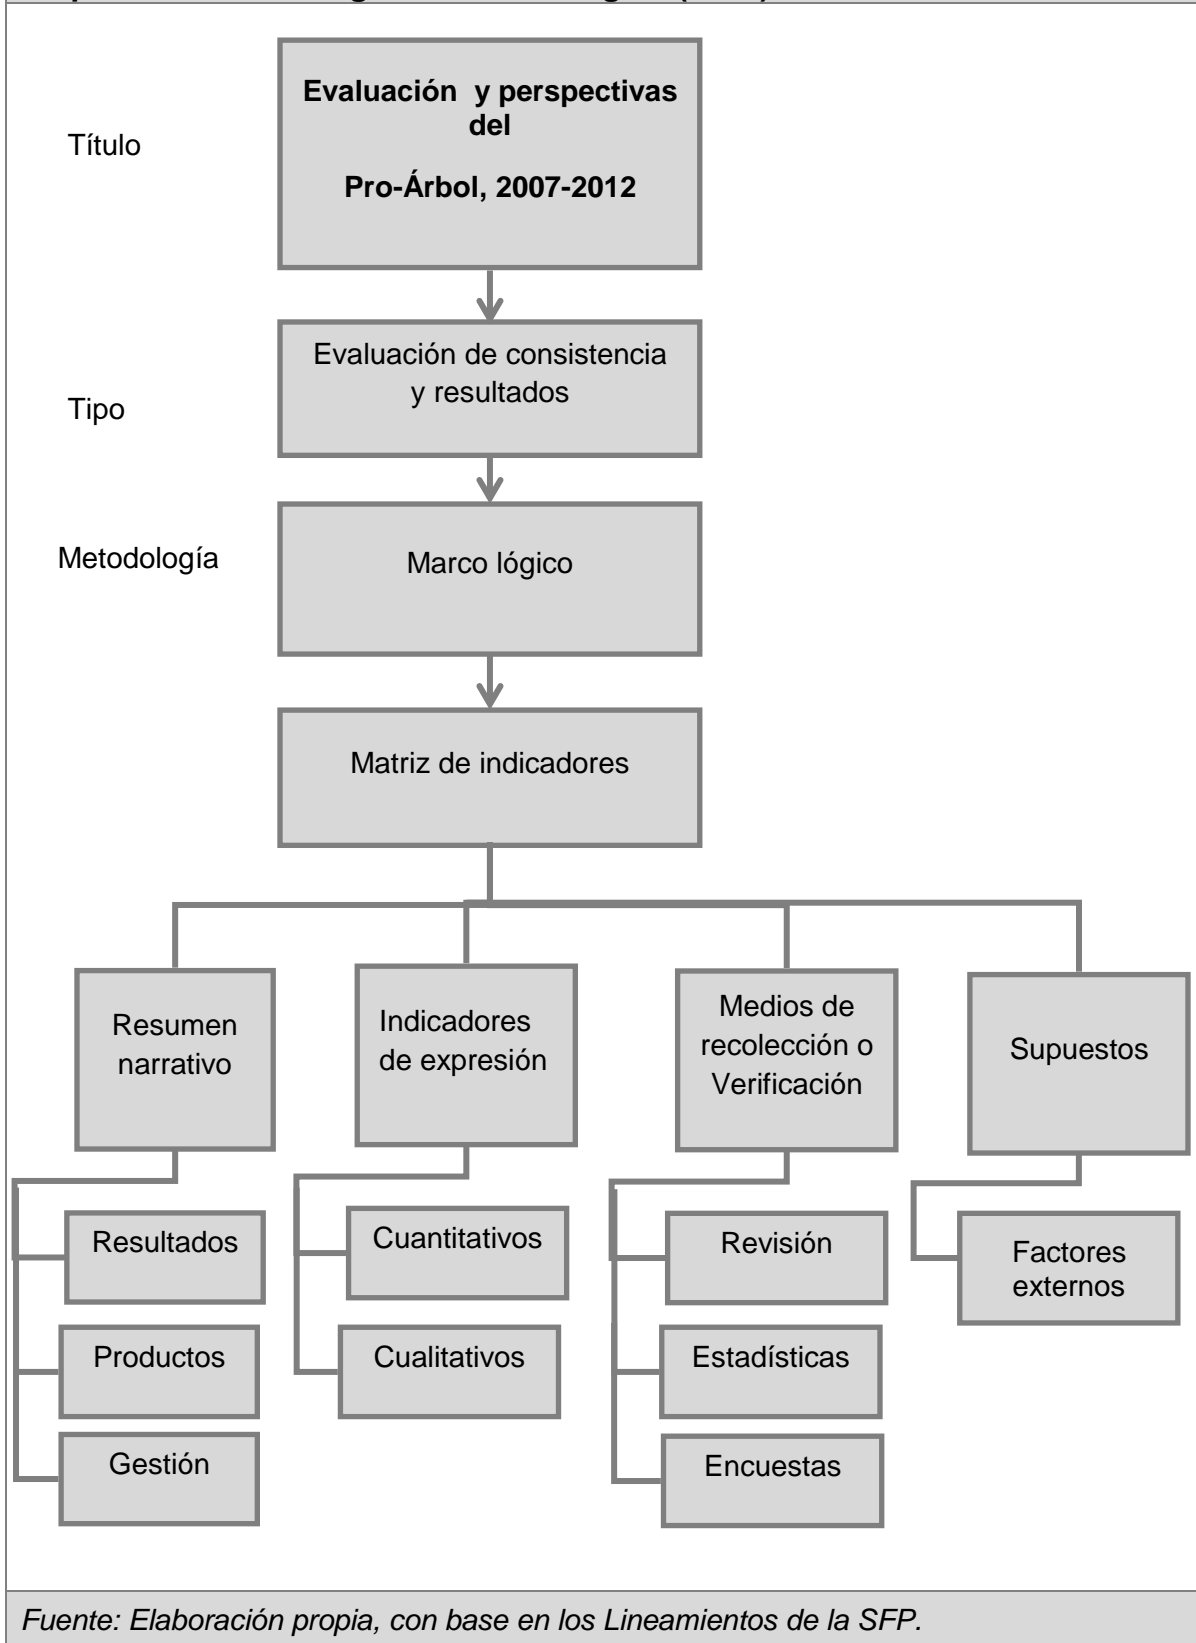 Título
Evaluación y perspectivas
del
Pro-Árbol, 2007-2012
Tipo
Evaluación de consistencia
y resultados
Metodología
Marco lógico
Matriz de indicadores
Resumen
narrativo
Indicadores
de expresión
Medios de
recolección o
Verificación
Supuestos
Resultados
Productos
Gestión
Cuantitativos
Cualitativos
Revisión
Estadísticas
Encuestas
Factores
externos
Fuente: Elaboración propia, con base en los Lineamientos de la SFP.